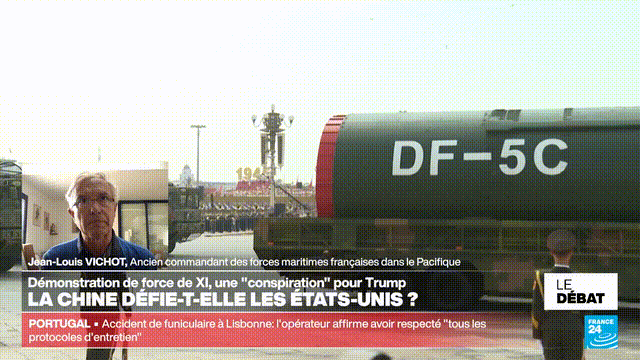 DF-5C
194
Jean-Louis VICHOT, Ancien commandant des forces maritimes françaises dans le Pacifique
Démonstration de force de XI, une "conspiration" pour Trump
LA CHINE DÉFIE-T-ELLE LES ÉTATS-UNIS ?
LE
DÉBAT
PORTUGAL ▪ Accident de funiculaire à Lisbonne: l'opérateur affirme avoir respecté "tous les
protocoles d'entretien"
FRANCE
24